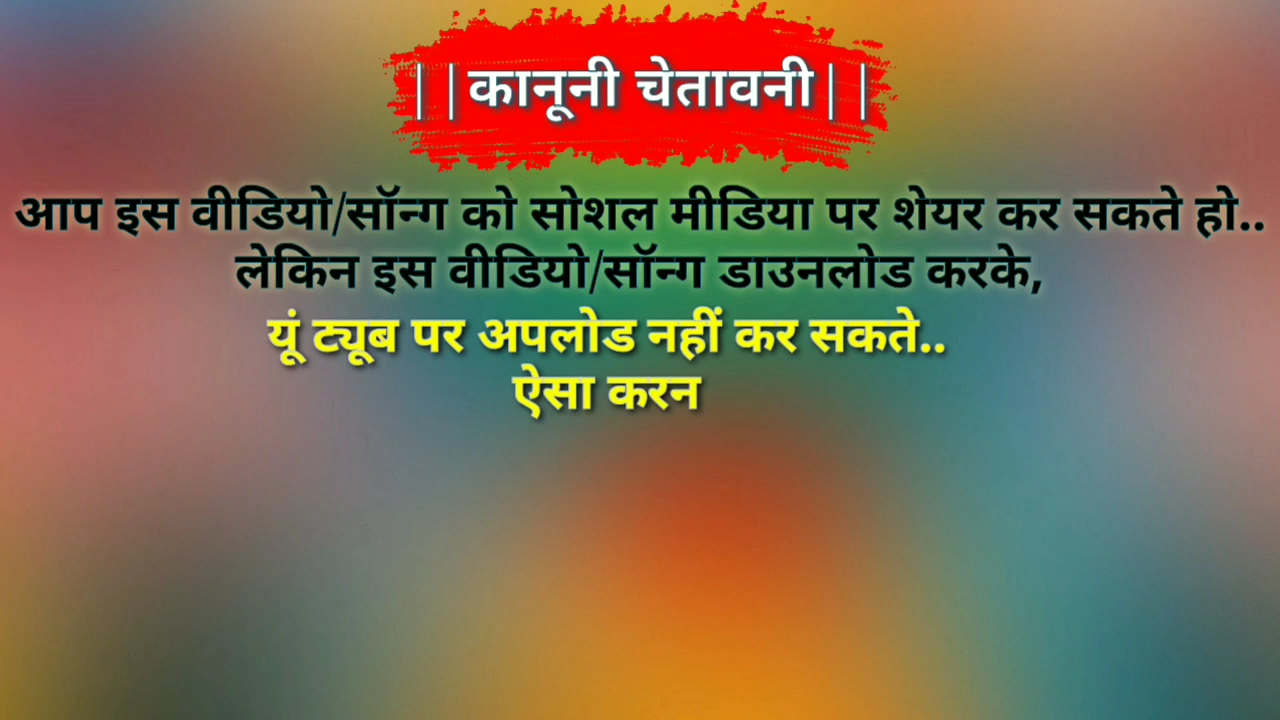 ||कानूनी चेतावनी||
आप इस वीडियो/सॉन्ग को सोशल मीडिया पर शेयर कर सकते हो..
लेकिन इस वीडियो/सॉन्ग डाउनलोड करके,
यूं ट्यूब पर अपलोड नहीं कर सकते..
ऐसा करन